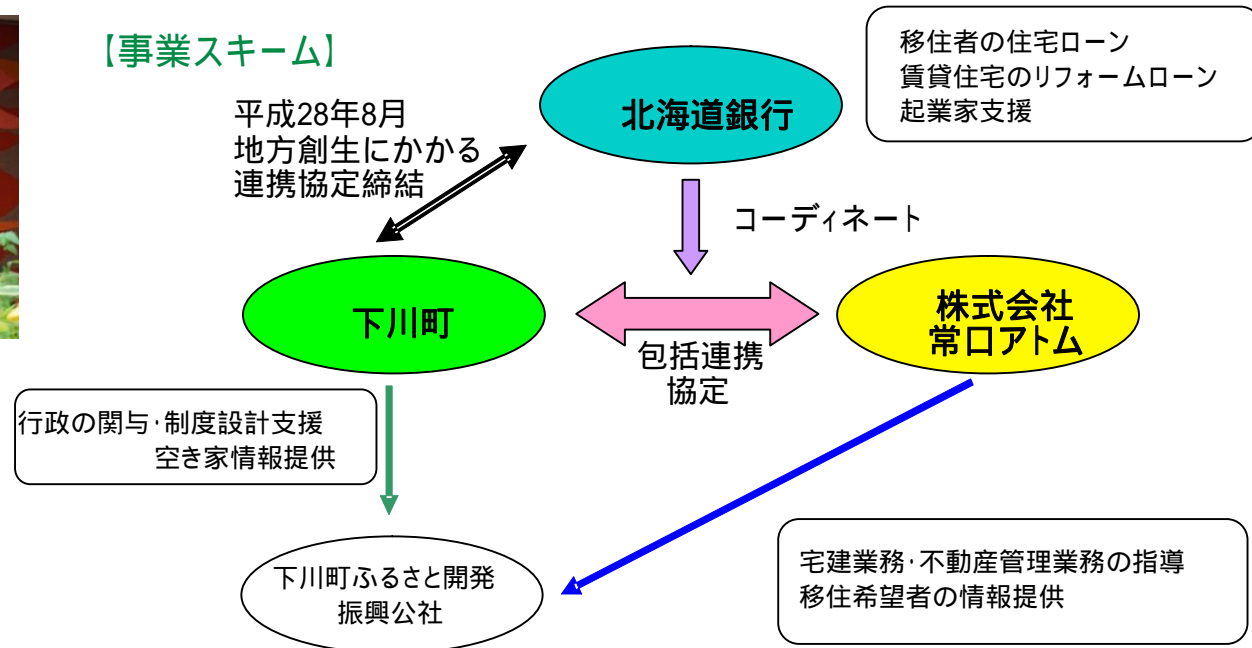 【事業スキーム】
平成28年8月
地方創生にかかる
連携協定締結
北海道銀行
移住者の住宅ローン
賃貸住宅のリフォームローン
起業家支援
コーディネート
下川町
包括連携
協定
株式会社
常口アトム
行政の関与･制度設計支援
空き家情報提供
下川町ふるさと開発
振興公社
宅建業務･不動産管理業務の指導
移住希望者の情報提供